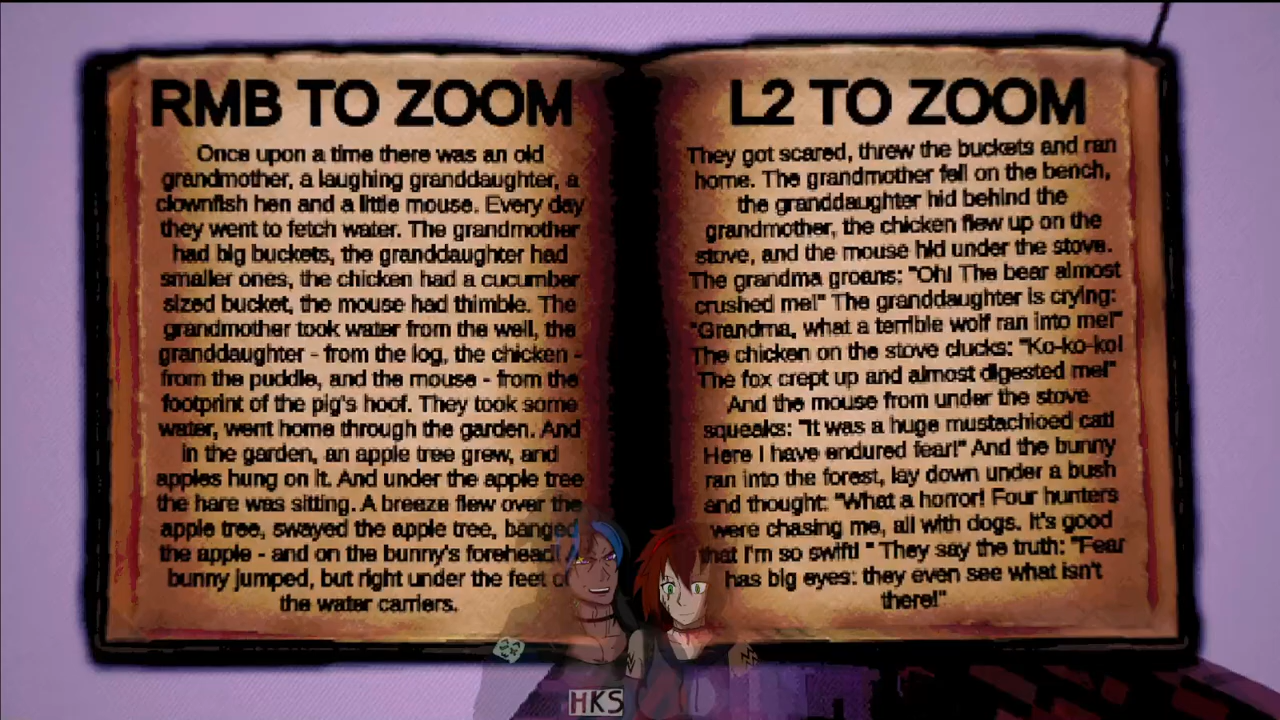 RMB TO ZOOM
Once upon a time there was an old
grandmother, a laughing granddaughter, a
clownfish hen and a little mouse. Every day
they went to fetch water. The grandmother
had big buckets, the granddaughter had
smaller ones, the chicken had a cucumber
sized bucket, the mouse had thimble. The
grandmother took water from the well, the
granddaughter - from the log, the chicken -
from the puddle, and the mouse - from the
footprint of the pig's hoof. They took some
water, went home through the garden. And
in the garden, an apple tree grew, and
apples hung on it. And under the apple tree
the hare was sitting. A breeze flew over the
apple tree, swayed the apple tree, banged
the apple - and on the bunny's forehead!
bunny jumped, but right under the feet of
the water carriers.
L2 TO ZOOM
They got scared, threw the buckets and ran
home. The grandmother fell on the bench,
the granddaughter hid behind the
grandmother, the chicken flew up on the
stove, and the mouse hid under the stove.
The grandma groans: "Oh! The bear almost
crushed me!" The granddaughter is crying:
"Grandma, what a terrible wolf ran into me!"
The chicken on the stove clucks: "Ko-ko-ko!
The fox crept up and almost digested me!"
And the mouse from under the stove
squeaks: "It was a huge mustachioed cat!
Here I have endured fear!" And the bunny
ran into the forest, lay down under a bush
and thought: "What a horror! Four hunters
were chasing me, all with dogs. It's good
that I'm so swift! " They say the truth: "Fear
has big eyes: they even see what isn't
there!"
HKS